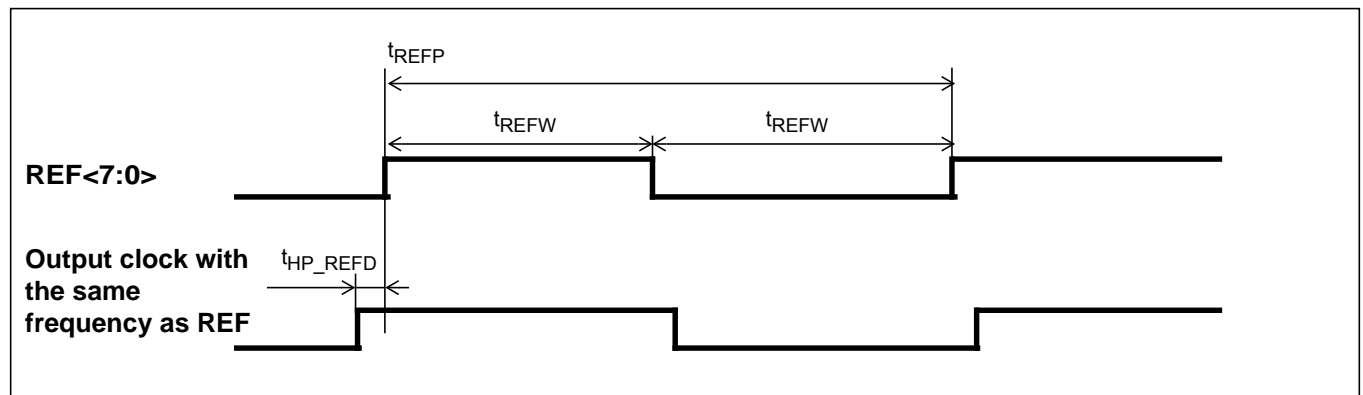 tREFP
tREFW
tREFW
REF<7:0>
Output clock with
the same
frequency as REF
tHP_REFD